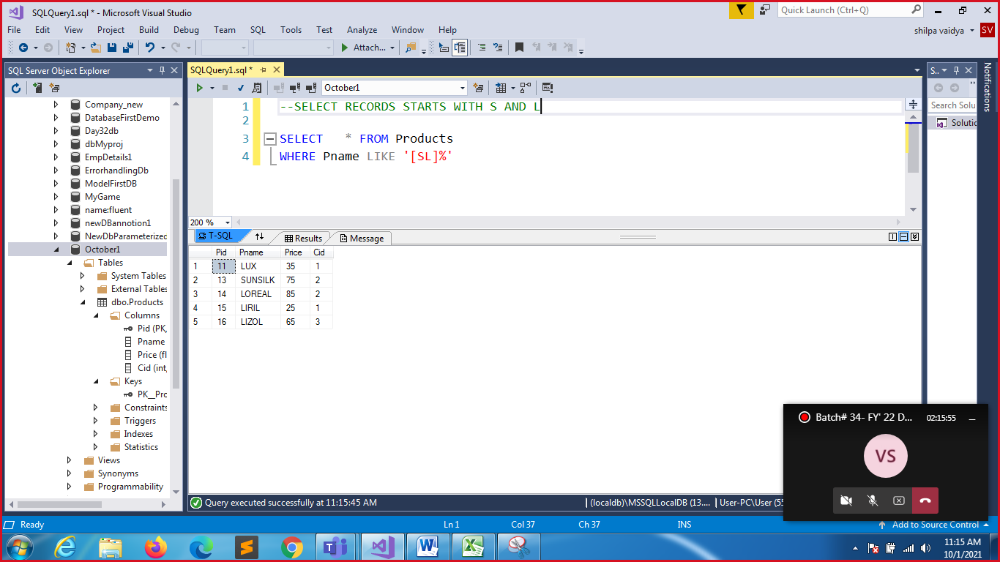 SQLQuery1.sql * - Microsoft Visual Studio
Quick Launch (Ctrl+Q)
File Edit View Project Build Debug Team SQL Tools Test Analyze Window Help
shilpa vaidya SV
Attach...
SQL Server Object Explorer
SQLQuery1.sql *
S..
Notifications
October1
Search Solu
Solutio
Company_new
DatabaseFirstDemo
Day32db
dbMyproj
EmpDetails1
ErrorhandlingDb
ModelFirstDB
MyGame
name:fluent
newDBannotion1
NewDbParameterized
October1
Tables
System Tables
External Tables
dbo.Products
Columns
Pid (PK,
Pname
Price (fl
Cid (int,
Keys
PK__Pro
Constraints
Triggers
Indexes
Statistics
Views
Synonyms
Programmability
1 --SELECT RECORDS STARTS WITH S AND L
2
3 SELECT * FROM Products
4 WHERE Pname LIKE '[SL]%'
200 %
T-SQL Results Message
Pid Pname Price Cid
1 11 LUX 35 1
2 13 SUNSILK 75 2
3 14 LOREAL 85 2
4 15 LIRIL 25 1
5 16 LIZOL 65 3
Batch# 34- FY' 22 D... 02:15:55
VS
Query executed successfully at 11:15:45 AM
(localdb)\MSSQLLocalDB (13.... User-PC\User (55
Ready Ln 1 Col 37 Ch 37 INS Add to Source Control
11:15 AM
10/1/2021